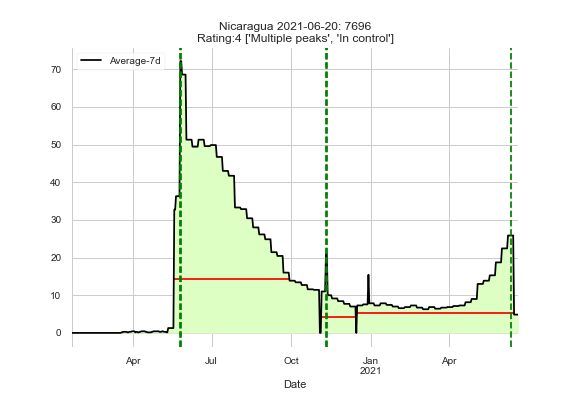 Nicaragua 2021-06-20: 7696
Rating:4 ['Multiple peaks', 'In control']
Average-7d
70
60
50
40
30
20
10
0
Apr
Jul
Oct
Jan
2021
Apr
Date